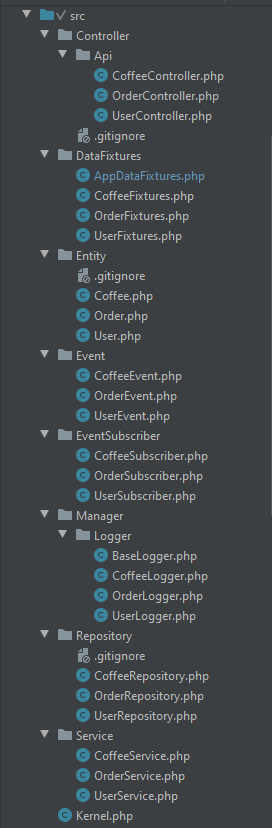 src
Controller
Api
CoffeeController.php
OrderController.php
UserController.php
.gitignore
DataFixtures
AppDataFixtures.php
CoffeeFixtures.php
OrderFixtures.php
UserFixtures.php
Entity
.gitignore
Coffee.php
Order.php
User.php
Event
CoffeeEvent.php
OrderEvent.php
UserEvent.php
EventSubscriber
CoffeeSubscriber.php
OrderSubscriber.php
UserSubscriber.php
Manager
Logger
BaseLogger.php
CoffeeLogger.php
OrderLogger.php
UserLogger.php
Repository
.gitignore
CoffeeRepository.php
OrderRepository.php
UserRepository.php
Service
CoffeeService.php
OrderService.php
UserService.php
Kernel.php